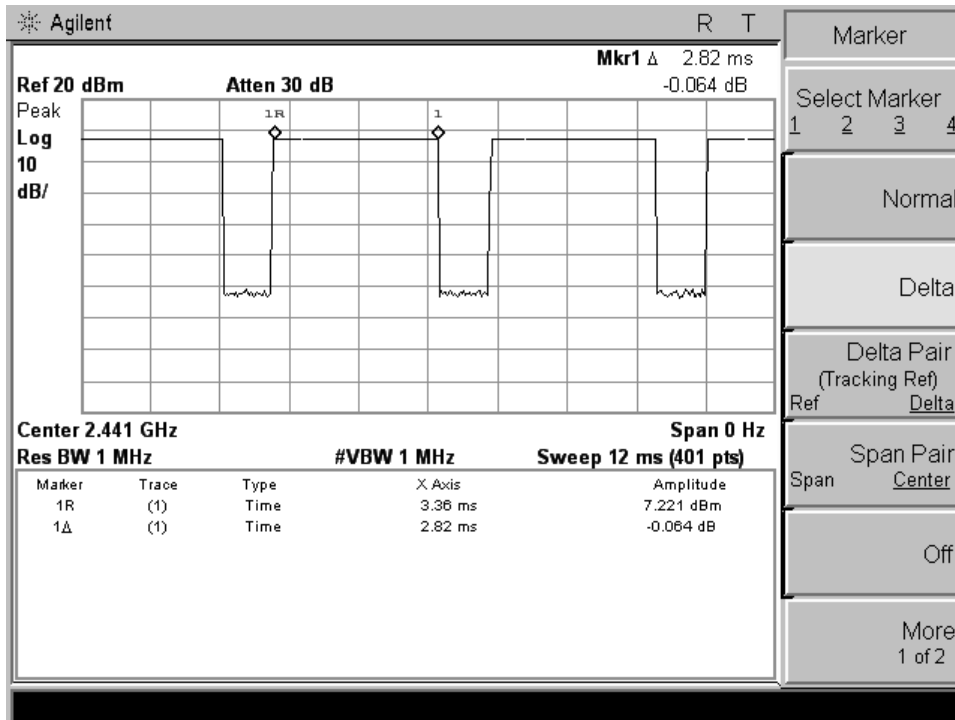 Agilent R T
Mkr1 Δ 2.82 ms
Ref 20 dBm Atten 30 dB -0.064 dB
Peak
Log
10
dB/
1R 1
Center 2.441 GHz Span 0 Hz
Res BW 1 MHz #VBW 1 MHz Sweep 12 ms (401 pts)
Marker Trace Type X Axis Amplitude
1R (1) Time 3.36 ms 7.221 dBm
1Δ (1) Time 2.82 ms -0.064 dB
Marker
Select Marker
1 2 3 4
Normal
Delta
Delta Pair
(Tracking Ref)
Ref Delta
Span Pair
Span Center
Off
More
1 of 2